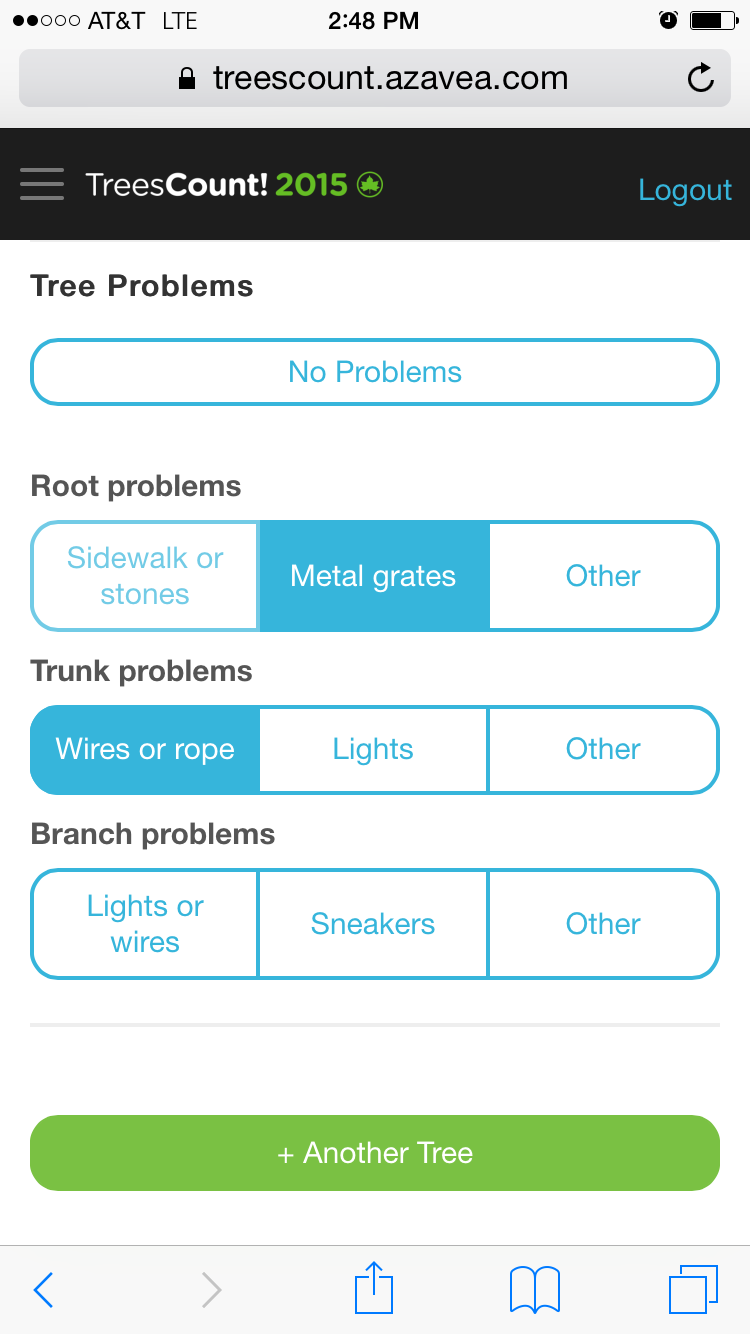 AT&T LTE 2:48 PM
treescount.azavea.com
TreesCount! 2015 Logout
Tree Problems
No Problems
Root problems
Sidewalk or
stones
Metal grates
Other
Trunk problems
Wires or rope
Lights
Other
Branch problems
Lights or
wires
Sneakers
Other
+ Another Tree